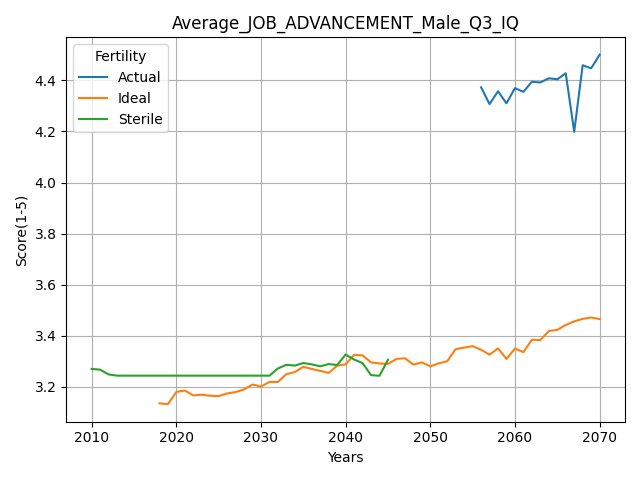 Average_JOB_ADVANCEMENT_Male_Q3_IQ
Fertility
Actual
Ideal
Sterile
Score(1-5)
4.4
4.2
4.0
3.8
3.6
3.4
3.2
2010 2020 2030 2040 2050 2060 2070
Years